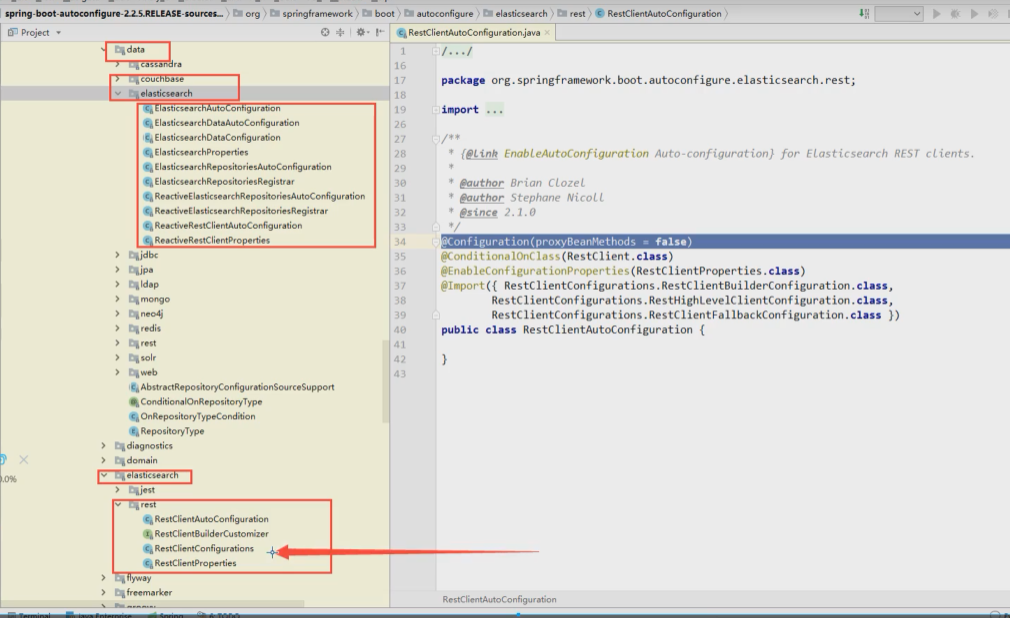 spring-boot-autoconfigure-2.2.5.RELEASE-sources... org springframework boot autoconfigure elasticsearch rest RestClientAutoConfiguration
Project
data
cassandra
couchbase
elasticsearch
ElasticsearchAutoConfiguration
ElasticsearchDataAutoConfiguration
ElasticsearchDataConfiguration
ElasticsearchProperties
ElasticsearchRepositoriesAutoConfiguration
ElasticsearchRepositoriesRegistrar
ReactiveElasticsearchRepositoriesAutoConfiguration
ReactiveElasticsearchRepositoriesRegistrar
ReactiveRestClientAutoConfiguration
ReactiveRestClientProperties
jdbc
jpa
ldap
mongo
neo4j
redis
rest
solr
web
AbstractRepositoryConfigurationSourceSupport
ConditionalOnRepositoryType
OnRepositoryTypeCondition
RepositoryType
diagnostics
domain
elasticsearch
jest
rest
RestClientAutoConfiguration
RestClientBuilderCustomizer
RestClientConfigurations
RestClientProperties
flyway
freemarker
0.0%
RestClientAutoConfiguration.java
1 /.../
16
17 package org.springframework.boot.autoconfigure.elasticsearch.rest;
18
19 import ...
26
27 /**
28 * {@link EnableAutoConfiguration Auto-configuration} for Elasticsearch REST clients.
29 *
30 * @author Brian Clozel
31 * @author Stephane Nicoll
32 * @since 2.1.0
33 */
34 @Configuration(proxyBeanMethods = false)
35 @ConditionalOnClass(RestClient.class)
36 @EnableConfigurationProperties(RestClientProperties.class)
37 @Import({ RestClientConfigurations.RestClientBuilderConfiguration.class,
38 RestClientConfigurations.RestHighLevelClientConfiguration.class,
39 RestClientConfigurations.RestClientFallbackConfiguration.class })
40 public class RestClientAutoConfiguration {
41
42 }
43
RestClientAutoConfiguration
Terminal Java Enterprise Spring 6: TODO